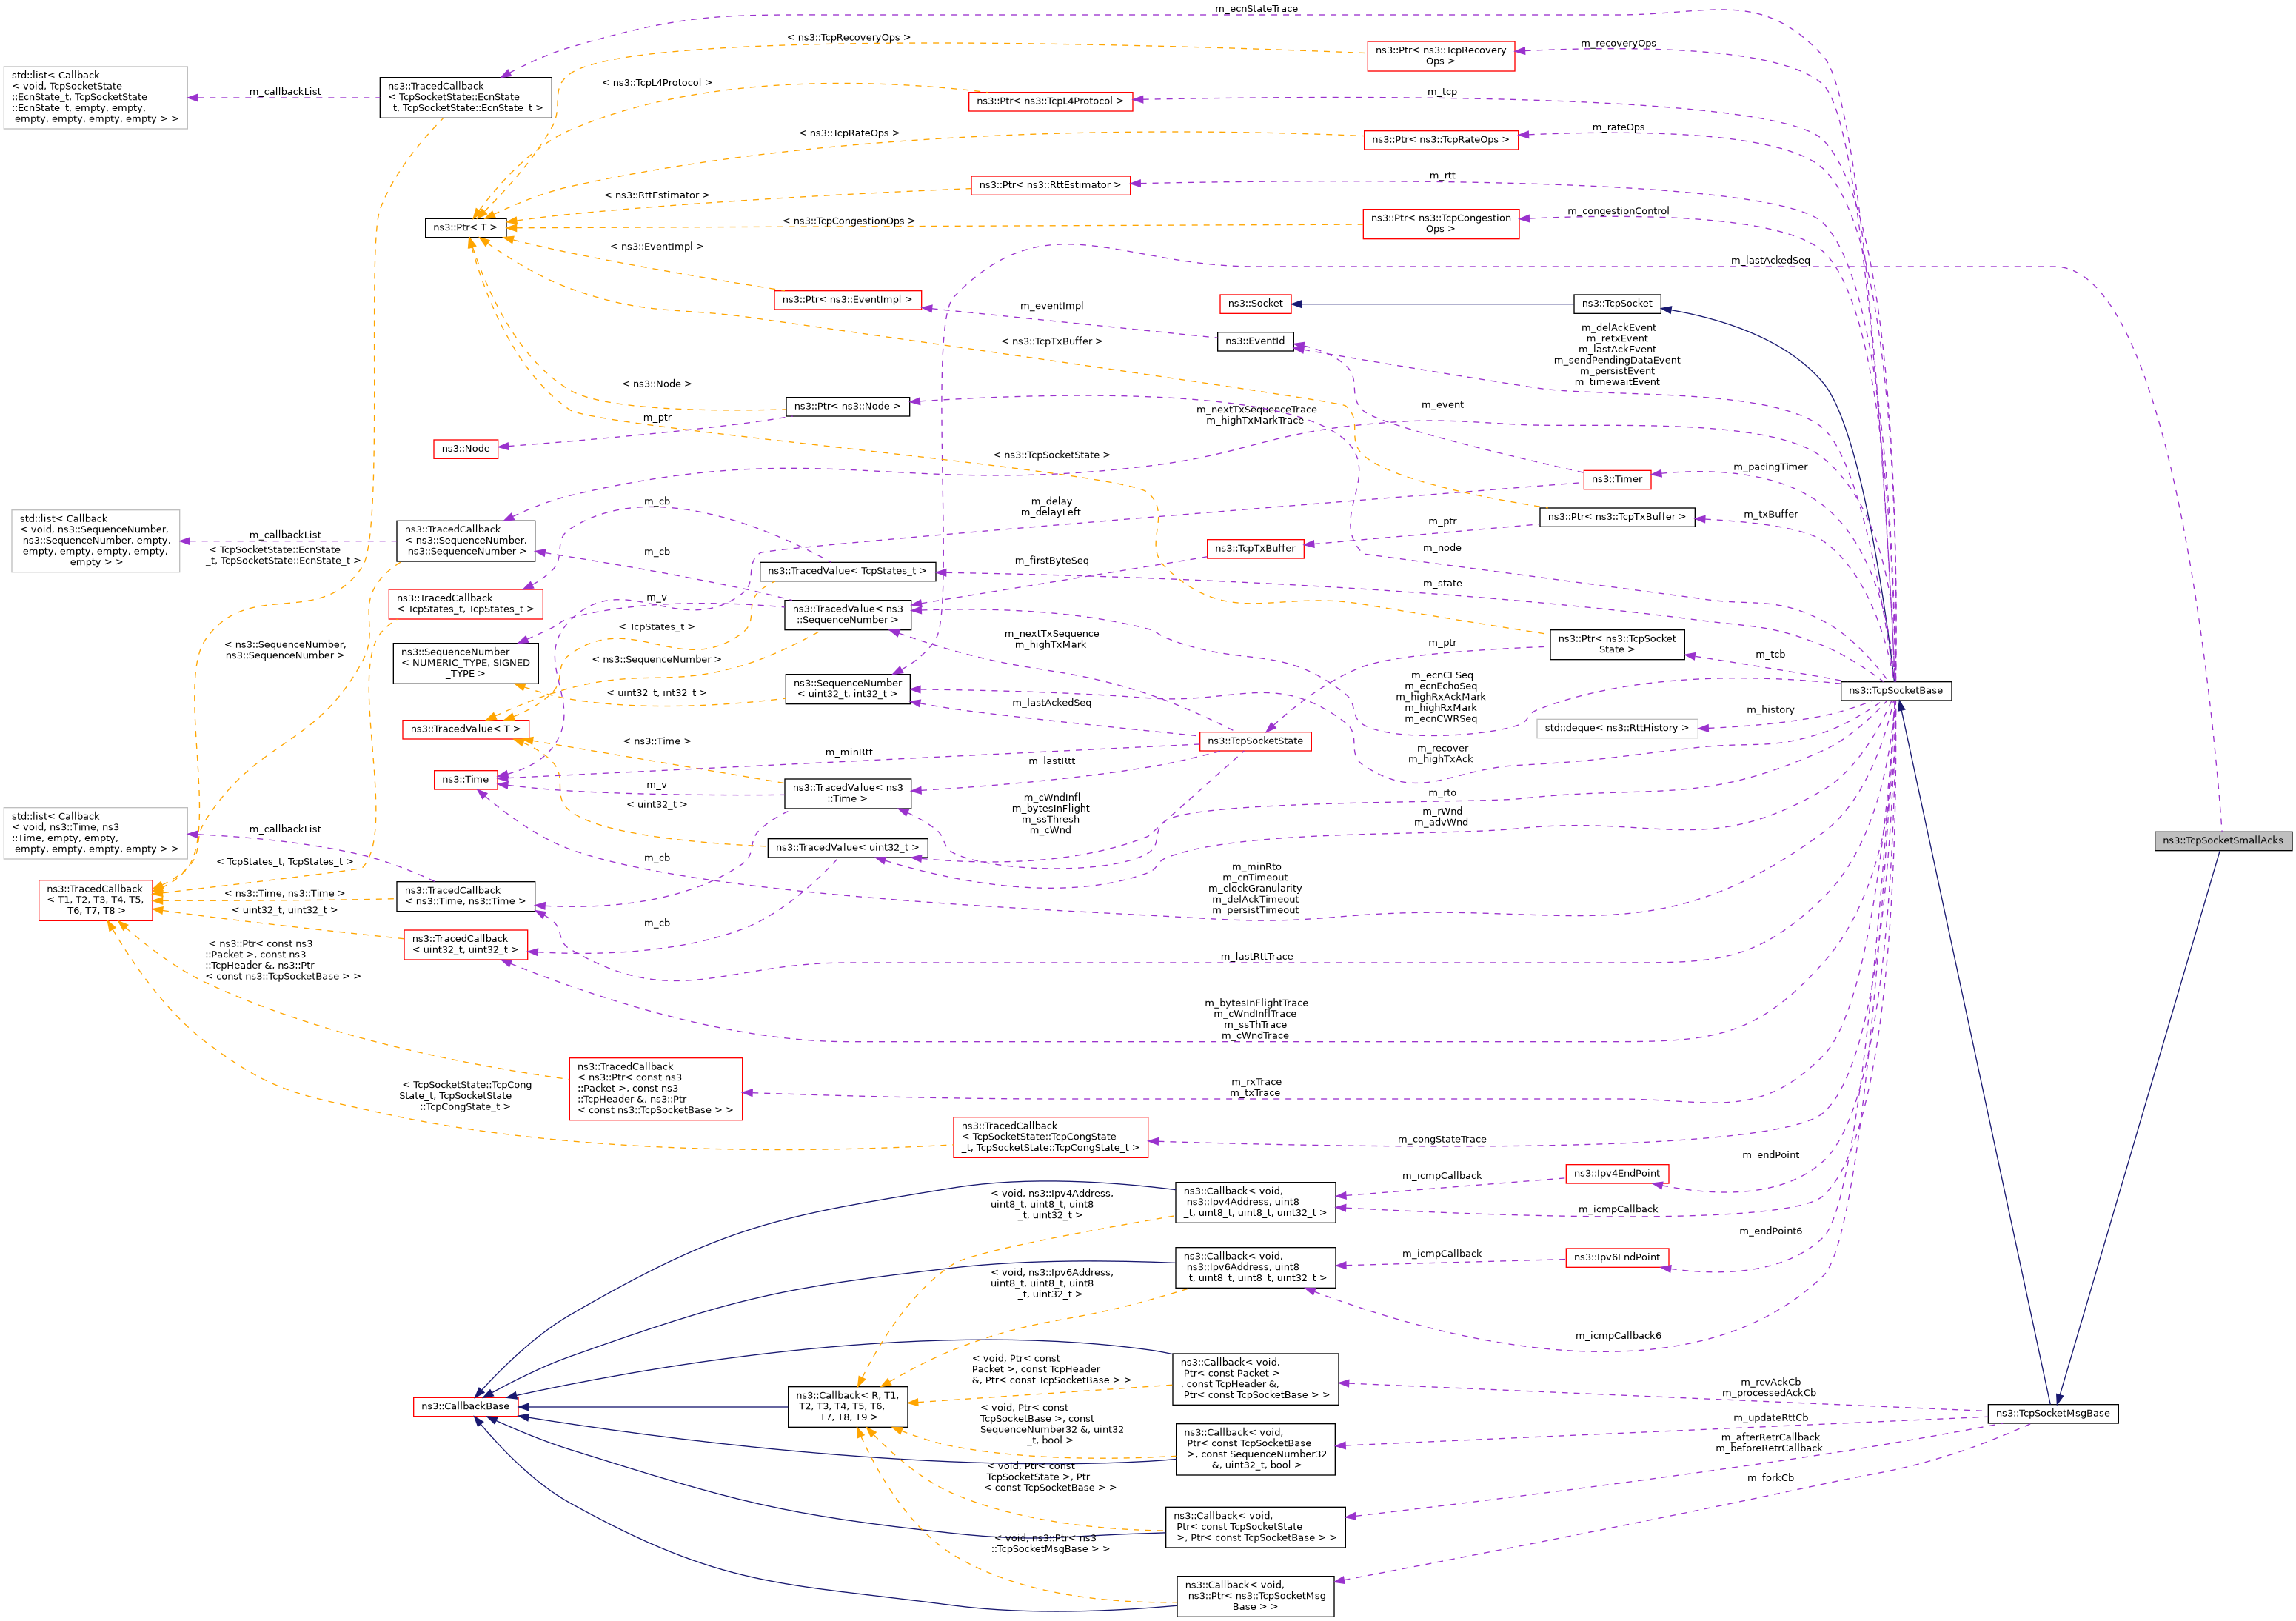 m_ecnStateTrace
< ns3::TcpRecoveryOps >
ns3::Ptr< ns3::TcpRecovery
Ops >
m_recoveryOps
std::list< Callback
< void, TcpSocketState
::EcnState_t, TcpSocketState
::EcnState_t, empty, empty,
empty, empty, empty, empty > >
m_callbackList
ns3::TracedCallback
< TcpSocketState::EcnState
_t, TcpSocketState::EcnState_t >
< ns3::TcpL4Protocol >
ns3::Ptr< ns3::TcpL4Protocol >
m_tcp
< ns3::TcpRateOps >
ns3::Ptr< ns3::TcpRateOps >
m_rateOps
< ns3::RttEstimator >
ns3::Ptr< ns3::RttEstimator >
m_rtt
ns3::Ptr< T >
< ns3::TcpCongestionOps >
ns3::Ptr< ns3::TcpCongestion
Ops >
m_congestionControl
< ns3::EventImpl >
m_lastAckedSeq
ns3::Ptr< ns3::EventImpl >
m_eventImpl
ns3::Socket
ns3::TcpSocket
< ns3::TcpTxBuffer >
ns3::EventId
m_delAckEvent
m_retxEvent
m_lastAckEvent
m_sendPendingDataEvent
m_persistEvent
m_timewaitEvent
< ns3::Node >
ns3::Ptr< ns3::Node >
m_ptr
m_nextTxSequenceTrace
m_highTxMarkTrace
m_event
ns3::Node
< ns3::TcpSocketState >
ns3::Timer
m_pacingTimer
std::list< Callback
< void, ns3::SequenceNumber,
ns3::SequenceNumber, empty,
empty, empty, empty, empty,
empty > >
m_callbackList
ns3::TracedCallback
< ns3::SequenceNumber,
ns3::SequenceNumber >
m_cb
m_delay
m_delayLeft
m_ptr
ns3::Ptr< ns3::TcpTxBuffer >
m_txBuffer
< TcpSocketState::EcnState
_t, TcpSocketState::EcnState_t >
m_cb
ns3::TcpTxBuffer
m_node
m_firstByteSeq
ns3::TracedValue< TcpStates_t >
m_state
ns3::TracedCallback
< TcpStates_t, TcpStates_t >
m_v
ns3::TracedValue< ns3
::SequenceNumber >
< TcpStates_t >
m_nextTxSequence
m_highTxMark
m_ptr
ns3::Ptr< ns3::TcpSocket
State >
m_tcb
< ns3::SequenceNumber,
ns3::SequenceNumber >
ns3::SequenceNumber
< NUMERIC_TYPE, SIGNED
_TYPE >
< ns3::SequenceNumber >
< uint32_t, int32_t >
ns3::SequenceNumber
< uint32_t, int32_t >
m_lastAckedSeq
m_ecnCESeq
m_ecnEchoSeq
m_highRxAckMark
m_highRxMark
m_ecnCWRSeq
ns3::TcpSocketBase
ns3::TracedValue< T >
m_history
std::deque< ns3::RttHistory >
< ns3::Time >
m_minRtt
ns3::TcpSocketState
m_recover
m_highTxAck
m_lastRtt
ns3::Time
m_v
ns3::TracedValue< ns3
::Time >
< uint32_t >
m_cWndInfl
m_bytesInFlight
m_ssThresh
m_cWnd
m_rto
m_rWnd
m_advWnd
std::list< Callback
< void, ns3::Time, ns3
::Time, empty, empty,
empty, empty, empty, empty > >
m_callbackList
ns3::TcpSocketSmallAcks
ns3::TracedValue< uint32_t >
< TcpStates_t, TcpStates_t >
m_cb
m_minRto
m_cnTimeout
m_clockGranularity
m_delAckTimeout
m_persistTimeout
ns3::TracedCallback
< T1, T2, T3, T4, T5,
T6, T7, T8 >
< ns3::Time, ns3::Time >
ns3::TracedCallback
< ns3::Time, ns3::Time >
< uint32_t, uint32_t >
m_cb
ns3::TracedCallback
< uint32_t, uint32_t >
< ns3::Ptr< const ns3
::Packet >, const ns3
::TcpHeader &, ns3::Ptr
< const ns3::TcpSocketBase > >
m_lastRttTrace
m_bytesInFlightTrace
m_cWndInflTrace
m_ssThTrace
m_cWndTrace
ns3::TracedCallback
< ns3::Ptr< const ns3
::Packet >, const ns3
::TcpHeader &, ns3::Ptr
< const ns3::TcpSocketBase > >
m_rxTrace
m_txTrace
< TcpSocketState::TcpCong
State_t, TcpSocketState
::TcpCongState_t >
ns3::TracedCallback
< TcpSocketState::TcpCongState
_t, TcpSocketState::TcpCongState_t >
m_congStateTrace
m_endPoint
ns3::Ipv4EndPoint
m_icmpCallback
< void, ns3::Ipv4Address,
uint8_t, uint8_t, uint8
_t, uint32_t >
ns3::Callback< void,
ns3::Ipv4Address, uint8
_t, uint8_t, uint8_t, uint32_t >
m_icmpCallback
m_endPoint6
ns3::Ipv6EndPoint
m_icmpCallback
ns3::Callback< void,
ns3::Ipv6Address, uint8
_t, uint8_t, uint8_t, uint32_t >
< void, ns3::Ipv6Address,
uint8_t, uint8_t, uint8
_t, uint32_t >
m_icmpCallback6
< void, Ptr< const
Packet >, const TcpHeader
&, Ptr< const TcpSocketBase > >
ns3::Callback< void,
Ptr< const Packet >
, const TcpHeader &,
Ptr< const TcpSocketBase > >
m_rcvAckCb
m_processedAckCb
ns3::CallbackBase
ns3::Callback< R, T1,
T2, T3, T4, T5, T6,
T7, T8, T9 >
ns3::TcpSocketMsgBase
< void, Ptr< const
TcpSocketBase >, const
SequenceNumber32 &, uint32
_t, bool >
ns3::Callback< void,
Ptr< const TcpSocketBase
>, const SequenceNumber32
&, uint32_t, bool >
m_updateRttCb
m_afterRetrCallback
m_beforeRetrCallback
< void, Ptr< const
TcpSocketState >, Ptr
< const TcpSocketBase > >
m_forkCb
ns3::Callback< void,
Ptr< const TcpSocketState
>, Ptr< const TcpSocketBase > >
< void, ns3::Ptr< ns3
::TcpSocketMsgBase > >
ns3::Callback< void,
ns3::Ptr< ns3::TcpSocketMsg
Base > >